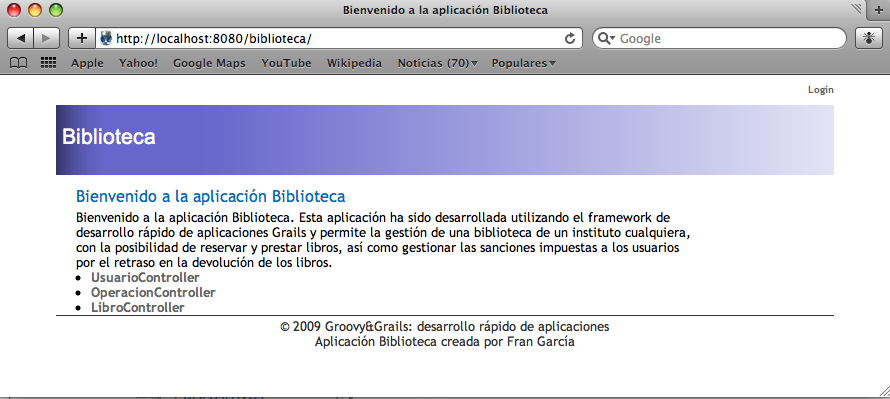 Bienvenido a la aplicación Biblioteca
http://localhost:8080/biblioteca/
Google
Apple Yahoo! Google Maps YouTube Wikipedia Noticias (70) Populares
Login
Biblioteca
Bienvenido a la aplicación Biblioteca
Bienvenido a la aplicación Biblioteca. Esta aplicación ha sido desarrollada utilizando el framework de
desarrollo rápido de aplicaciones Grails y permite la gestión de una biblioteca de un instituto cualquiera,
con la posibilidad de reservar y prestar libros, así como gestionar las sanciones impuestas a los usuarios
por el retraso en la devolución de los libros.
UsuarioController
OperacionController
LibroController
© 2009 Groovy&Grails: desarrollo rápido de aplicaciones
Aplicación Biblioteca creada por Fran García